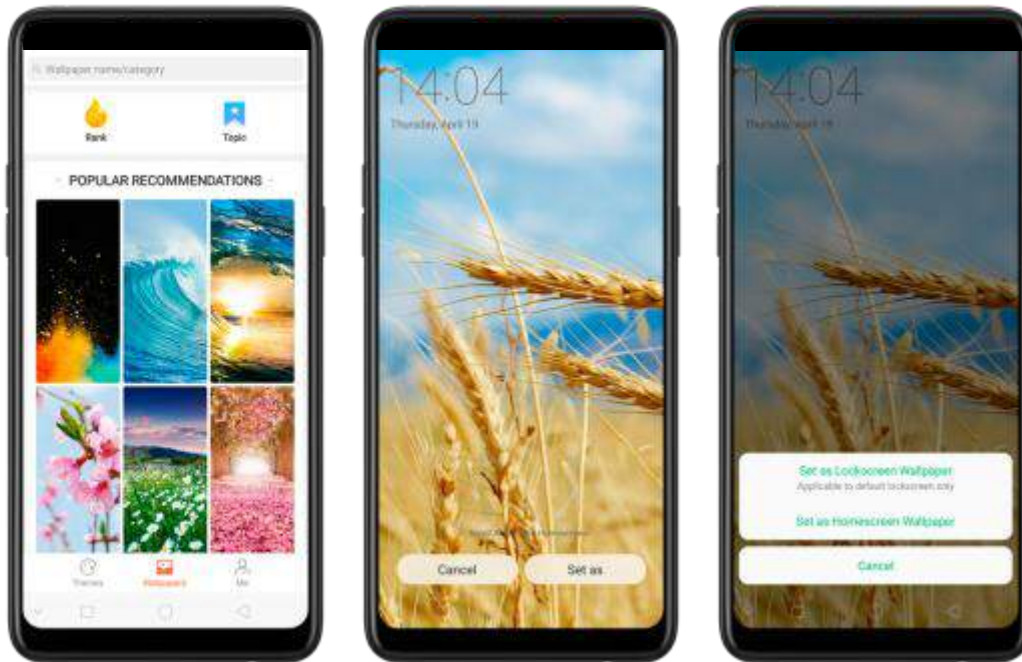 Wallpaper name/category
Rank
Topic
POPULAR RECOMMENDATIONS
Themes
Wallpapers
Me
14:04
Thursday, April 19
Cancel
Set as
14:04
Thursday, April 19
Set as Lockscreen Wallpaper
Applicable to default lockscreen only
Set as Homescreen Wallpaper
Cancel